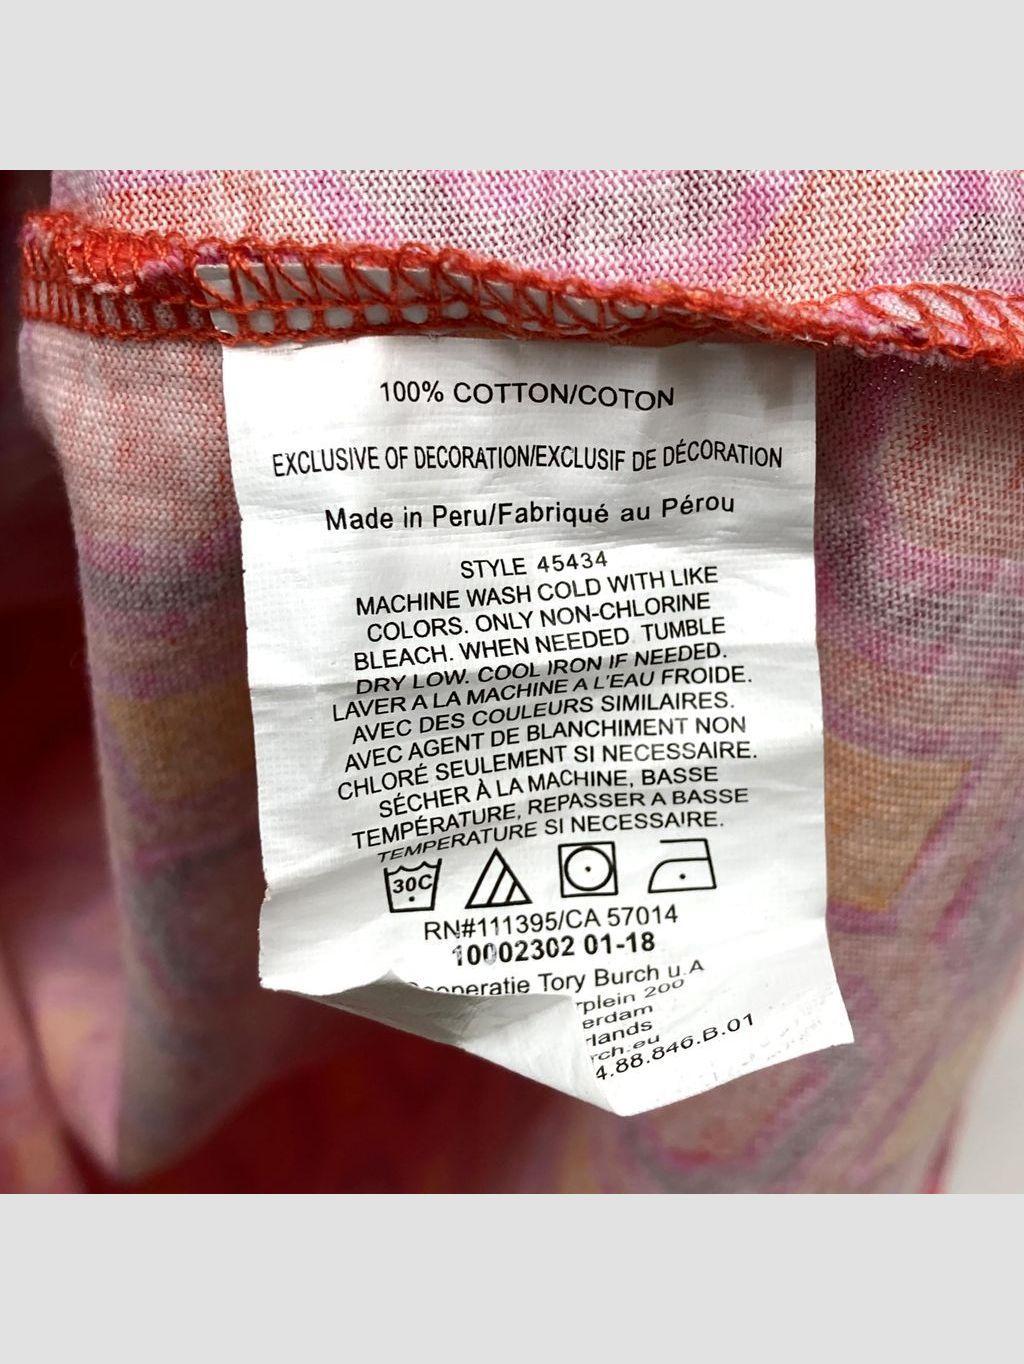 100% COTTON/COTON
EXCLUSIVE OF DECORATION/EXCLUSIF DE DÉCORATION
Made in Peru/Fabriqué au Pérou
STYLE 45434
MACHINE WASH COLD WITH LIKE
COLORS. ONLY NON-CHLORINE
BLEACH. WHEN NEEDED. TUMBLE
DRY LOW. COOL IRON IF NEEDED.
LAVER A LA MACHINE A L'EAU FROIDE.
AVEC DES COULEURS SIMILAIRES.
AVEC AGENT DE BLANCHIMENT NON
CHLORÉ SEULEMENT SI NECESSAIRE.
SÉCHER À LA MACHINE, BASSE
TEMPÉRATURE, REPASSER A BASSE
TEMPERATURE SI NECESSAIRE.
30C
RN#111395/CA 57014
10002302 01-18
Tory Burch u.A
200